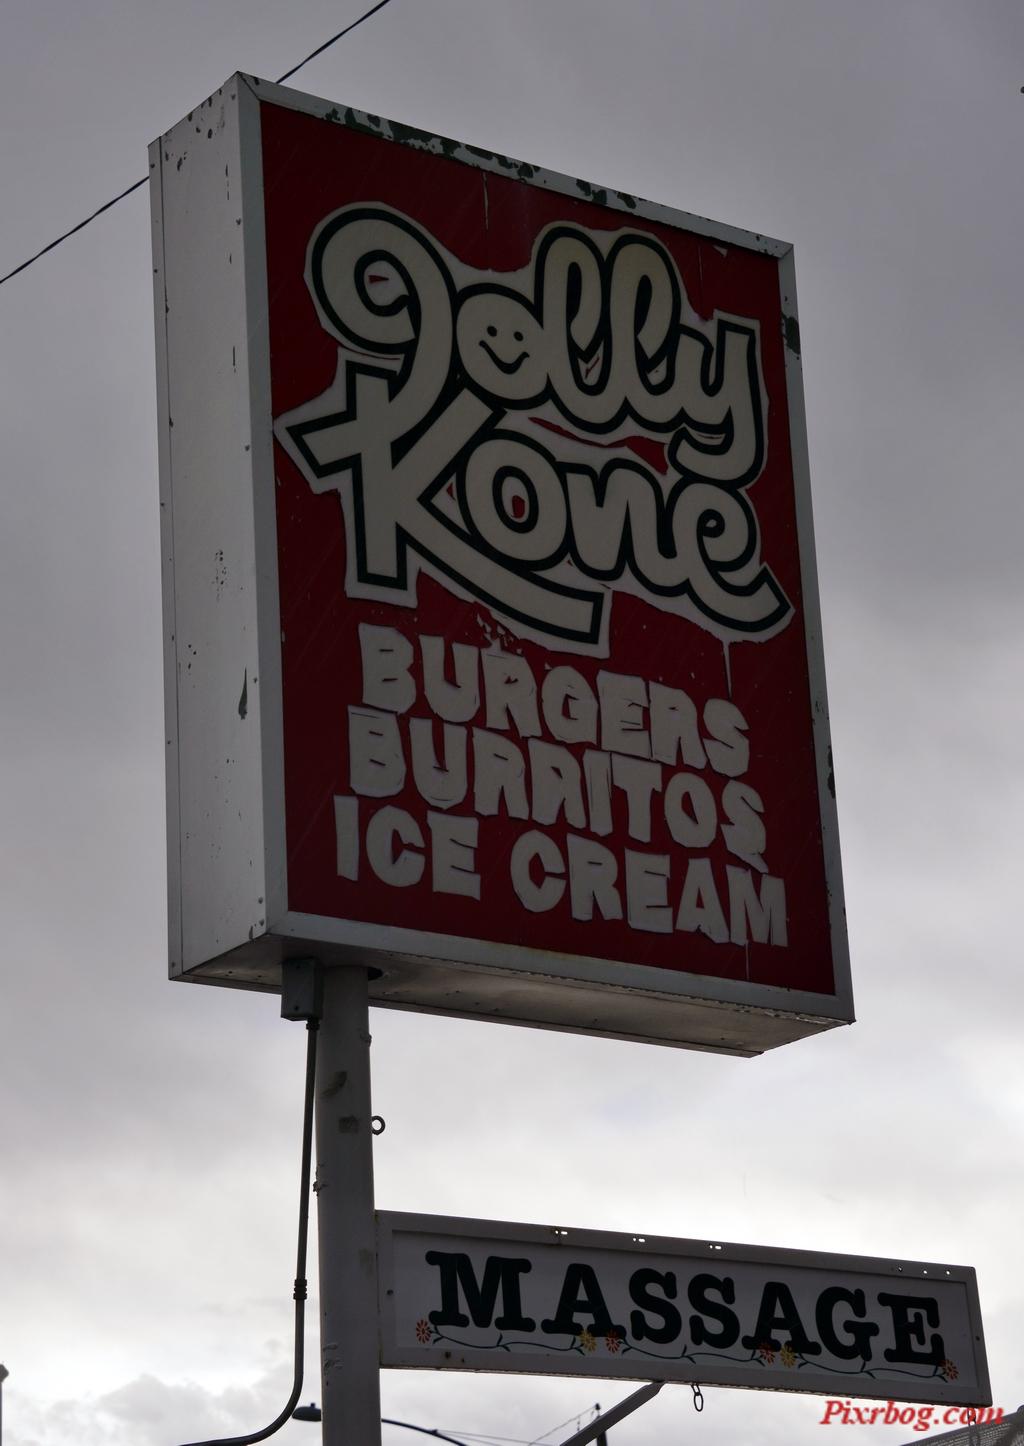 Jolly
Kone
BURGERS
BURRITOS
ICE CREAM
MASSAGE
Pixrbog.com